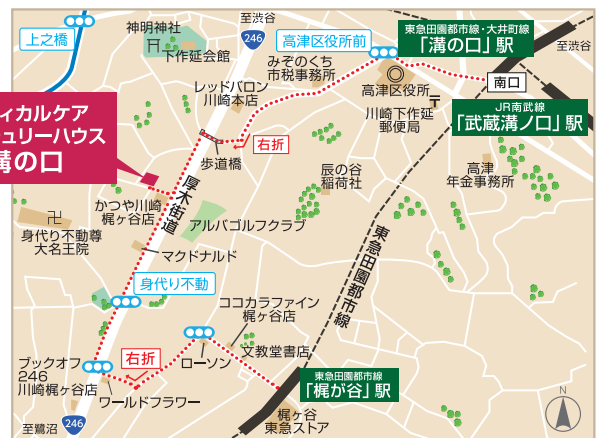 上之橋
神明神社
下作延会館
至渋谷
246
高津区役所前
東急田園都市線・大井町線
「溝の口」駅
至渋谷
みぞのくち
市税事務所
高津区役所
南口
レッドバロン
川崎本店
川崎下作延
郵便局
JR南武線
「武蔵溝ノ口」駅
ィカルケア
ュリーハウス
溝の口
右折
歩道橋
辰の谷
稲荷社
高津
年金事務所
かつや川崎
梶ヶ谷店
厚木街道
アルバゴルフクラブ
身代り不動尊
大名王院
マクドナルド
東急田園都市線
身代り不動
ココカラファイン
梶ヶ谷店
右折
ローソン
文教堂書店
ブックオフ
246
川崎梶ヶ谷店
ワールドフラワー
東急田園都市線
「梶が谷」駅
梶ヶ谷
東急ストア
至鷺沼
246
N